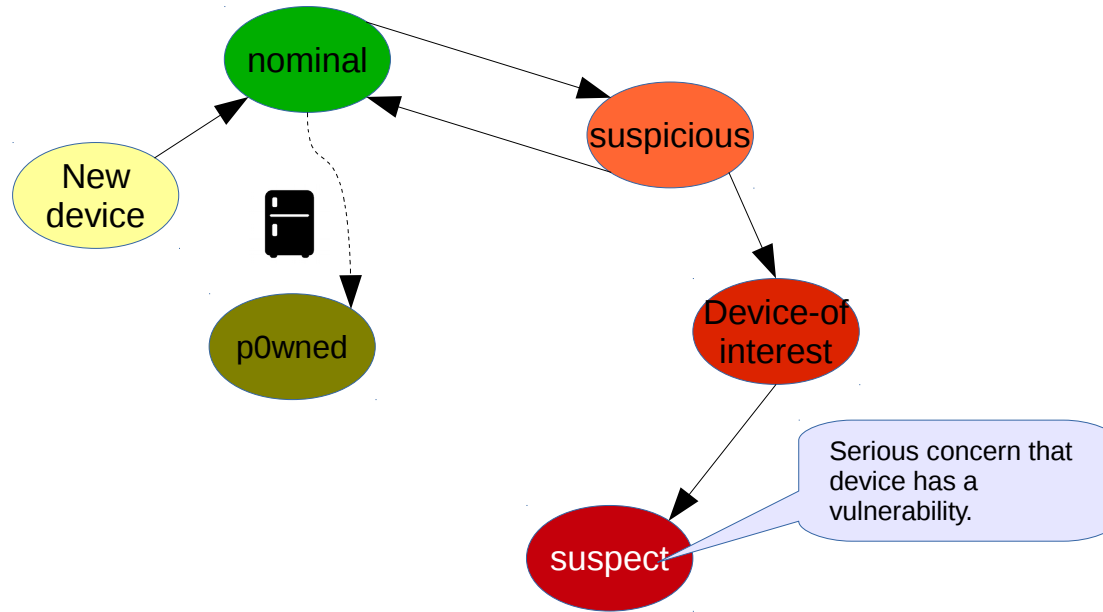 nominal
suspicious
New
device
Device-of
interest
p0wned
Serious concern that
device has a
vulnerability.
suspect